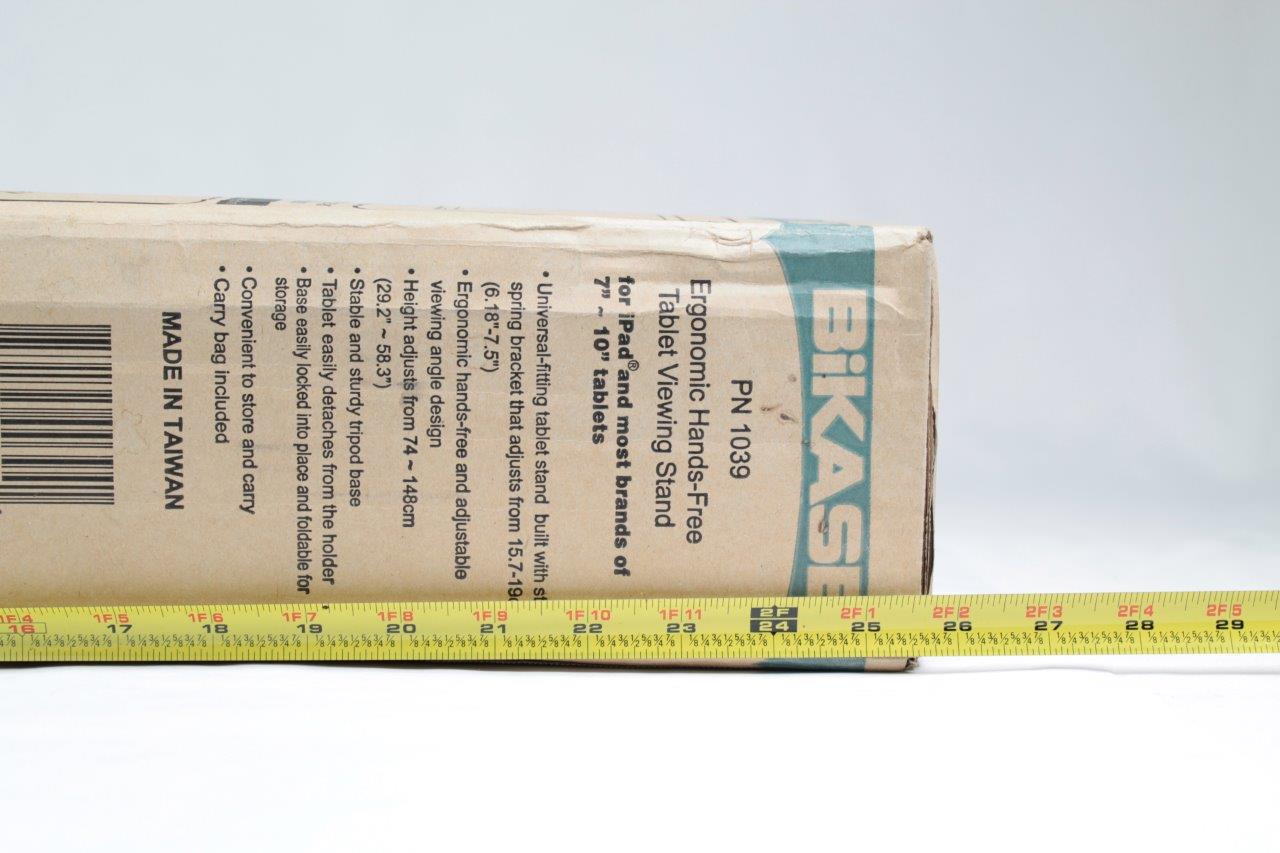 BiKASE
PN 1039
Ergonomic Hands-Free
Tablet Viewing Stand
for iPad® and most brands of
7” ~ 10” tablets
• Universal-fitting tablet stand built with
spring bracket that adjusts from
(6.18"-7.5")
• Ergonomic hands-free and adjustable
viewing angle design
• Height adjusts from 74 ~ 148cm
(29.2" ~ 58.3")
• Stable and sturdy tripod base
• Tablet easily detaches from the holder
• Base easily locked into place and foldable for
storage
• Convenient to store and carry
• Carry bag included
MADE IN TAIWAN
1F4 1F5 1F6 1F7 1F8 1F9 1F10 1F11 2F 2F1 2F2 2F3 2F4 2F5
16 17 18 19 20 21 22 23 24 25 26 27 28 29